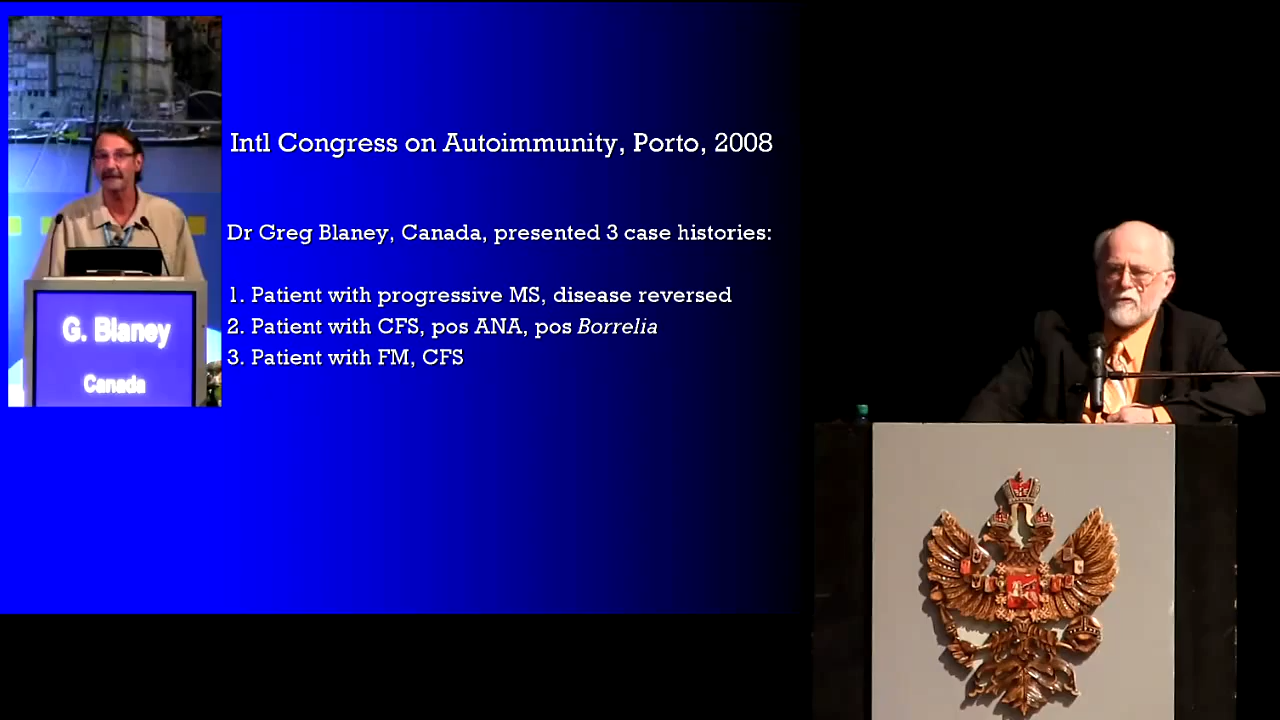 Intl Congress on Autoimmunity, Porto, 2008
Dr Greg Blaney, Canada, presented 3 case histories:
1. Patient with progressive MS, disease reversed
2. Patient with CFS, pos ANA, pos Borrelia
3. Patient with FM, CFS
G. Blaney
Canada